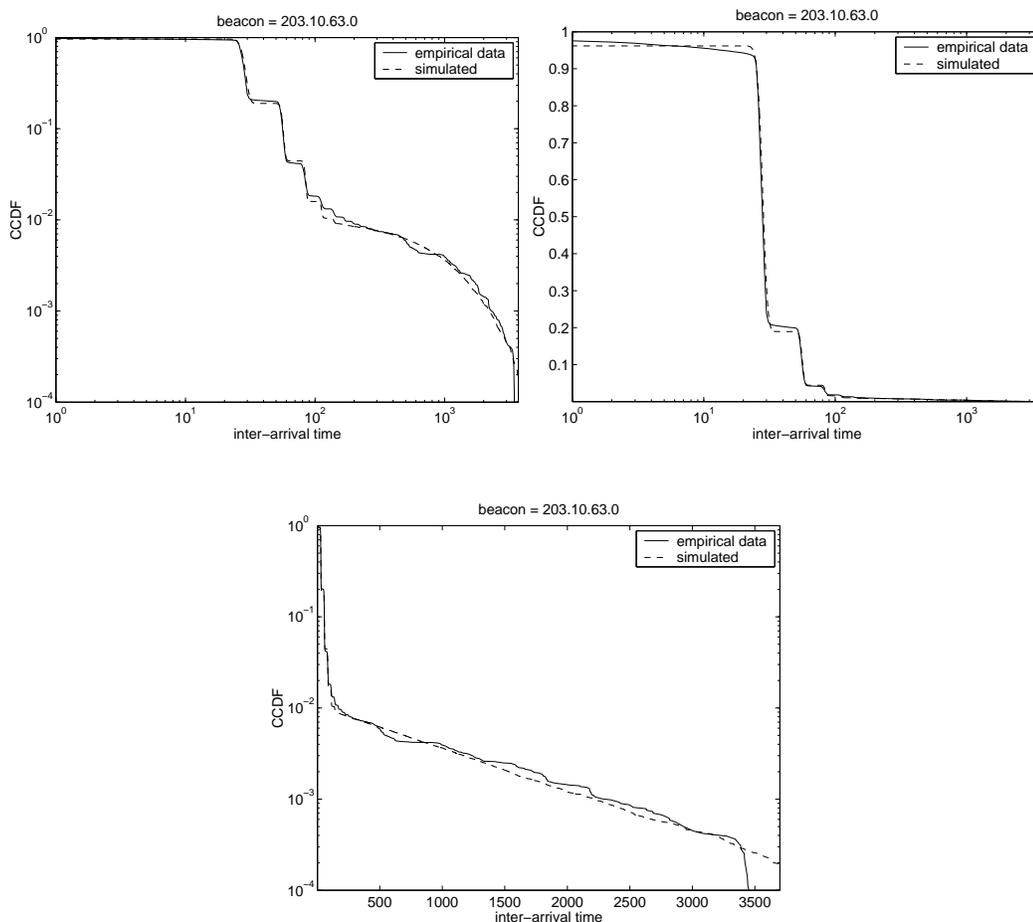 beacon = 203.10.63.0
10^0
10^-1
10^-2
10^-3
10^-4
CCDF
empirical data
simulated
10^0 10^1 10^2 10^3
inter−arrival time
beacon = 203.10.63.0
1
0.9
0.8
0.7
0.6
0.5
0.4
0.3
0.2
0.1
CCDF
empirical data
simulated
10^0 10^1 10^2 10^3
inter−arrival time
beacon = 203.10.63.0
10^0
10^-1
10^-2
10^-3
10^-4
CCDF
empirical data
simulated
500 1000 1500 2000 2500 3000 3500
inter−arrival time